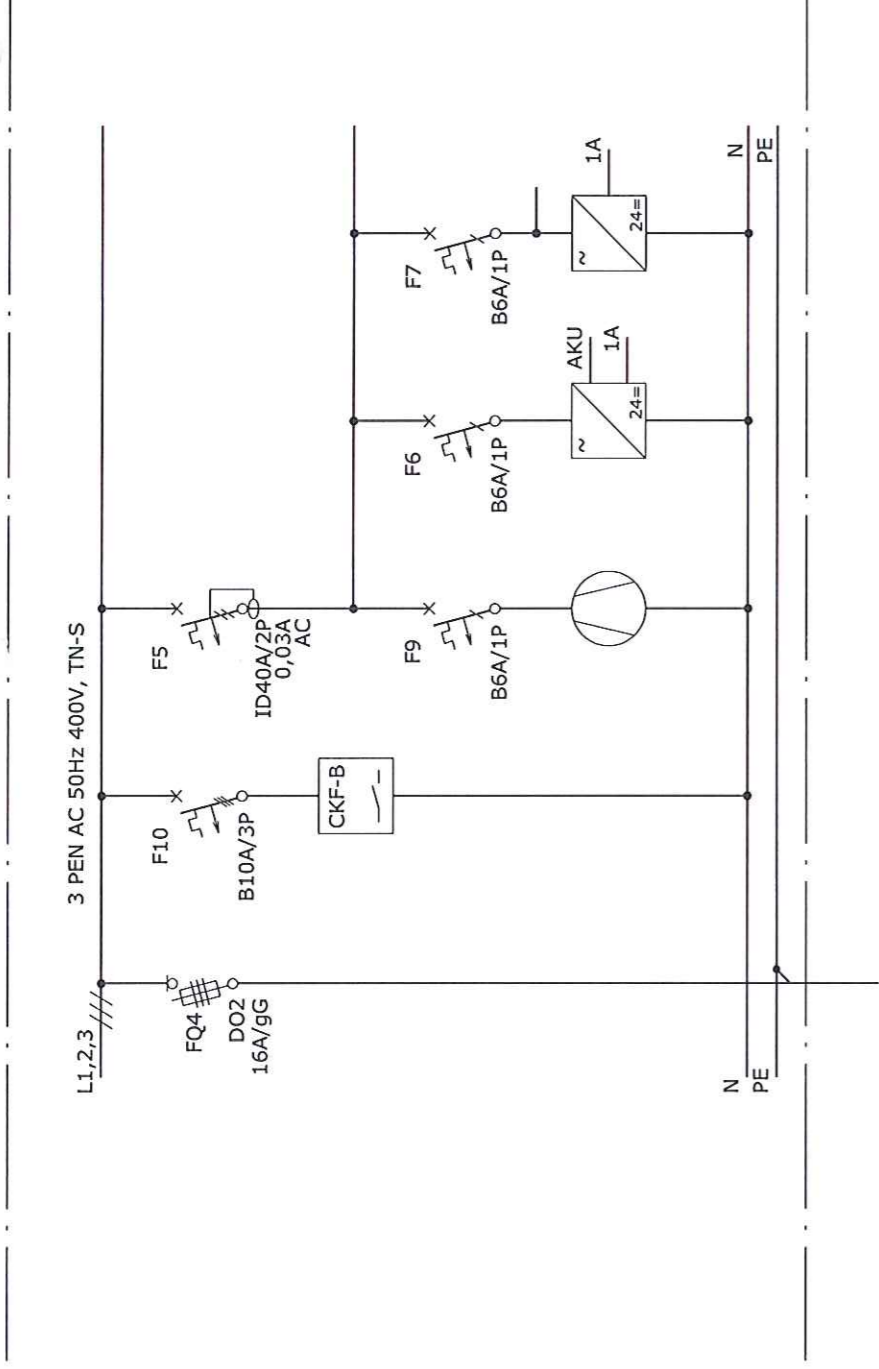 3 PEN AC 50Hz 400V, TN-S
L1,2,3
FQ4
DO2
16A/gG
F10
B10A/3P
CKF-B
F5
ID40A/2P
0,03A
AC
F9
B6A/1P
F6
B6A/1P
~
24=
AKU
1A
F7
B6A/1P
~
24=
1A
N
PE
N
PE